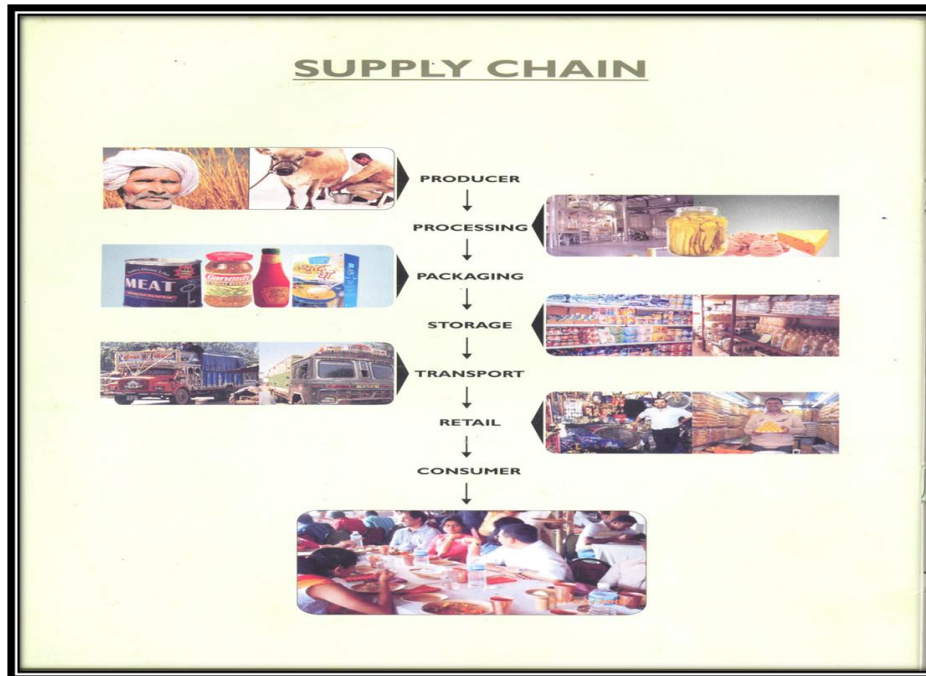 SUPPLY CHAIN
PRODUCER
PROCESSING
PACKAGING
MEAT
STORAGE
TRANSPORT
RETAIL
CONSUMER